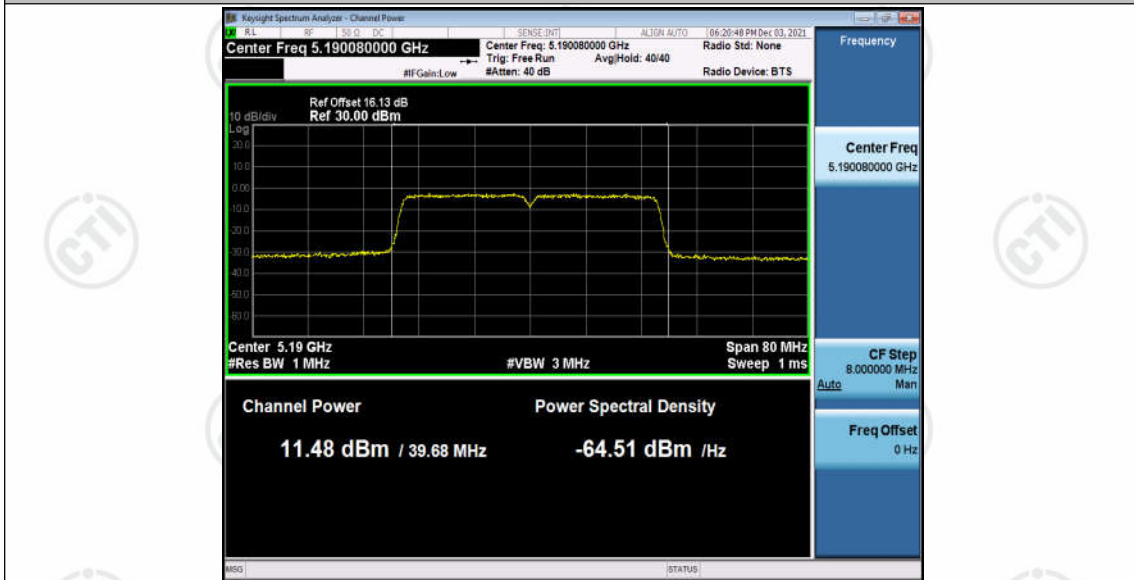 Keysight Spectrum Analyzer - Channel Power
RL RF 50 Ω DC SENSE:INT ALIGN AUTO 06:20:48 PM Dec 03, 2021
Center Freq 5.190080000 GHz
Center Freq: 5.190080000 GHz
Radio Std: None
Trig: Free Run Avg|Hold: 40/40
#IFGain:Low #Atten: 40 dB Radio Device: BTS
Frequency
Ref Offset 16.13 dB
10 dB/div Ref 30.00 dBm
Log
20.0
10.0
0.00
-10.0
-20.0
-30.0
-40.0
-50.0
-60.0
Center 5.19 GHz Span 80 MHz
#Res BW 1 MHz #VBW 3 MHz Sweep 1 ms
Channel Power Power Spectral Density
11.48 dBm / 39.68 MHz -64.51 dBm /Hz
Center Freq
5.190080000 GHz
CF Step
8.000000 MHz
Auto Man
Freq Offset
0 Hz
MSG STATUS
CTI
CTI